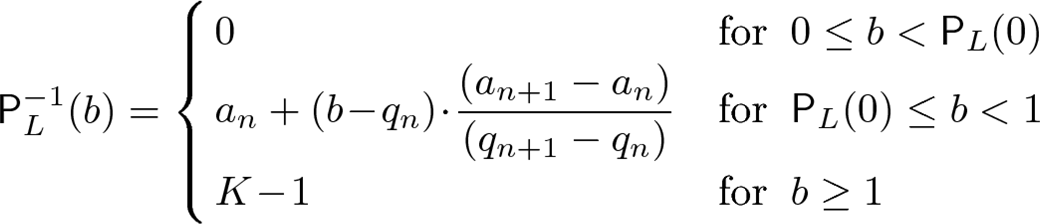 0 for 0 ≤ b < P_L(0)
P_L^{-1}(b) = { a_n + (b−q_n)·\frac{(a_{n+1} − a_n)}{(q_{n+1} − q_n)} for P_L(0) ≤ b < 1
K−1 for b ≥ 1